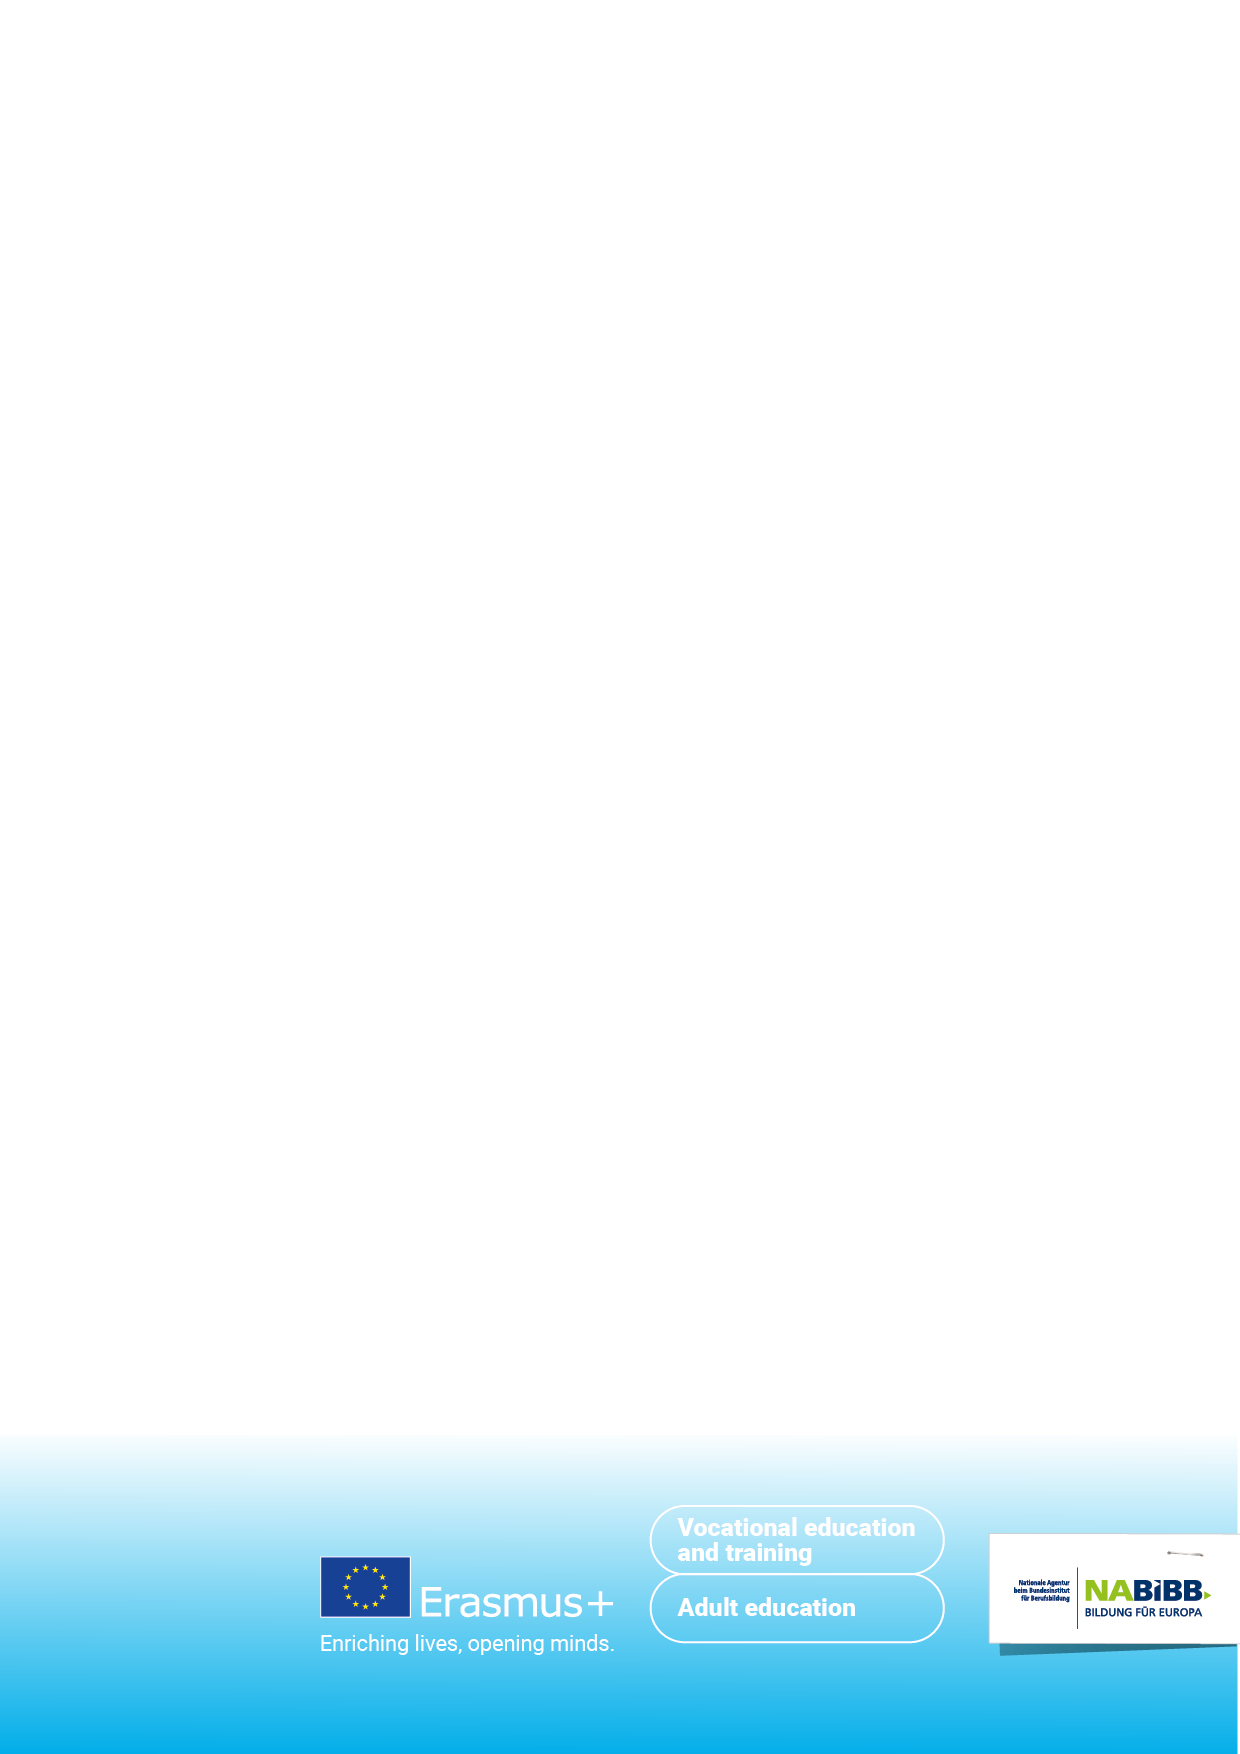 Vocational education
and training
Erasmus+
Adult education
Enriching lives, opening minds.
Nationale Agentur
beim Bundesinstitut
für Berufsbildung
NABiBB
BILDUNG FÜR EUROPA